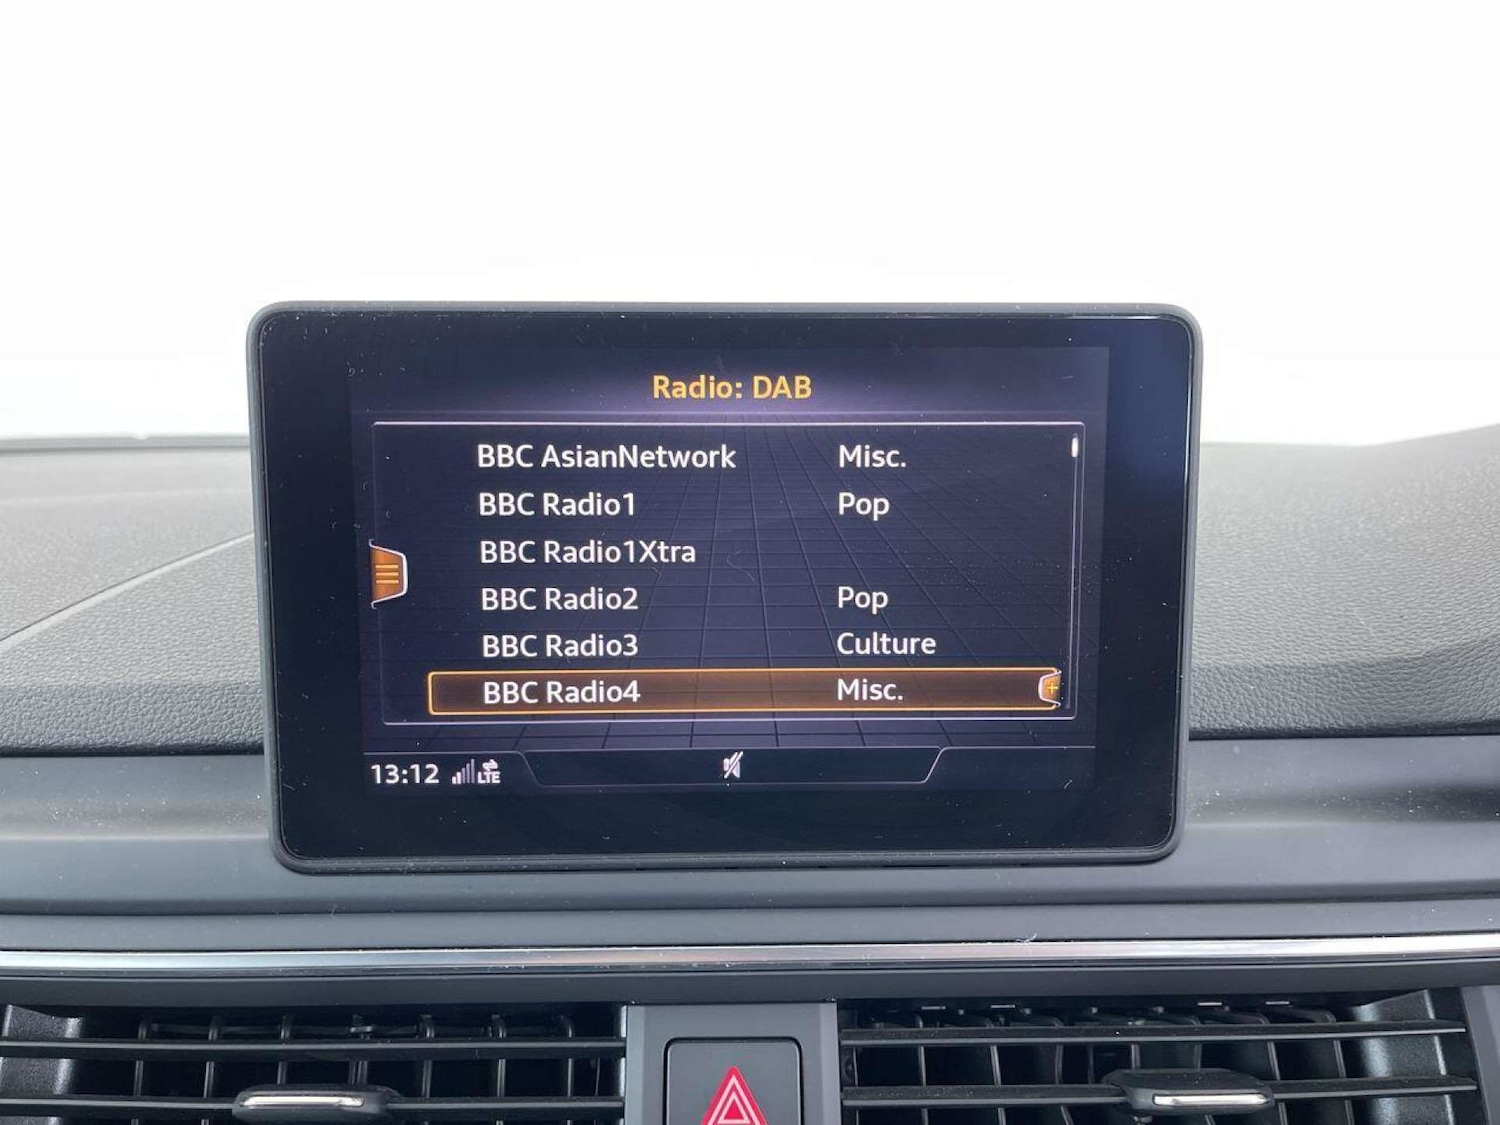 Radio: DAB
BBC AsianNetwork Misc.
BBC Radio1 Pop
BBC Radio1Xtra
BBC Radio2 Pop
BBC Radio3 Culture
BBC Radio4 Misc.
13:12 LTE